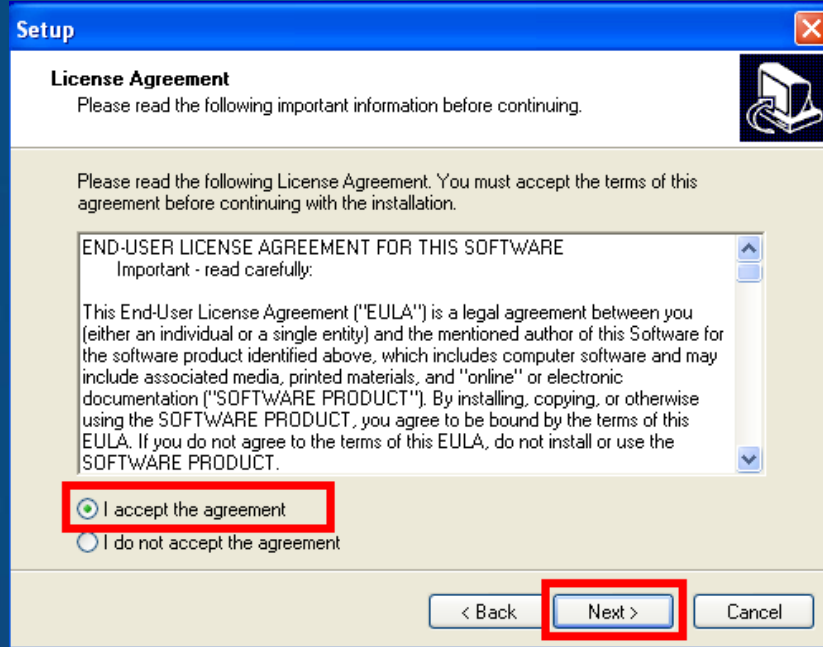 Setup
License Agreement
Please read the following important information before continuing.
Please read the following License Agreement. You must accept the terms of this
agreement before continuing with the installation.
END-USER LICENSE AGREEMENT FOR THIS SOFTWARE
Important - read carefully:
This End-User License Agreement ("EULA") is a legal agreement between you
(either an individual or a single entity) and the mentioned author of this Software for
the software product identified above, which includes computer software and may
include associated media, printed materials, and "online" or electronic
documentation ("SOFTWARE PRODUCT"). By installing, copying, or otherwise
using the SOFTWARE PRODUCT, you agree to be bound by the terms of this
EULA. If you do not agree to the terms of this EULA, do not install or use the
SOFTWARE PRODUCT.
I accept the agreement
I do not accept the agreement
< Back Next > Cancel